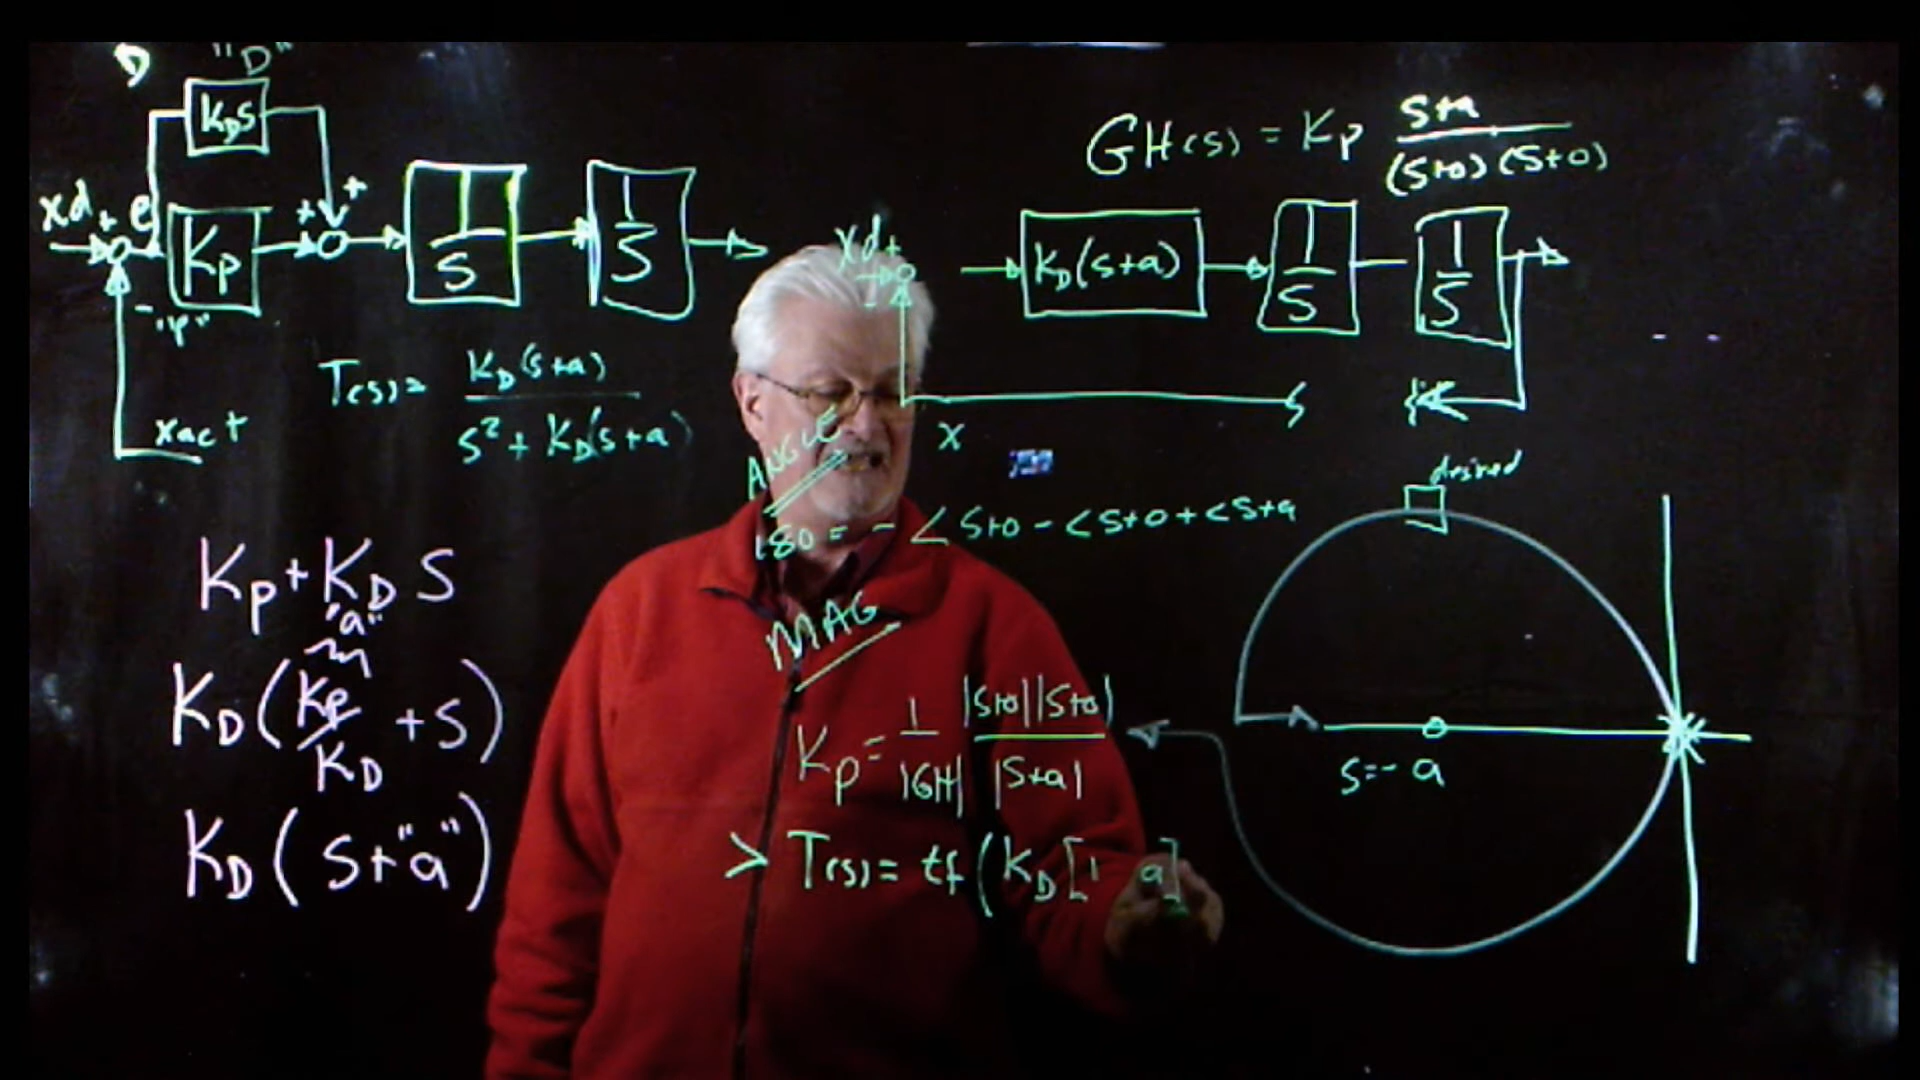 D "D"
KDS
xd + e
+ +
Kp
1/S
1/S
- "p"
xact
T(s) = KD(s+a) / s² + KD(s+a)
Kp + KD S
"a"
KD (Kp/KD + S)
KD (S + "a")
GH(s) = Kp s+a / (s+0)(s+0)
xd +
-
KD(s+a)
1/S
1/S
x
desired
ANGLE
180 = - ∠ s+0 - ∠ s+0 + ∠ s+a
MAG
Kp = 1/|GH| |s+0||s+0| / |s+a|
s = - a
> T(s) = tf (KD [1 a]